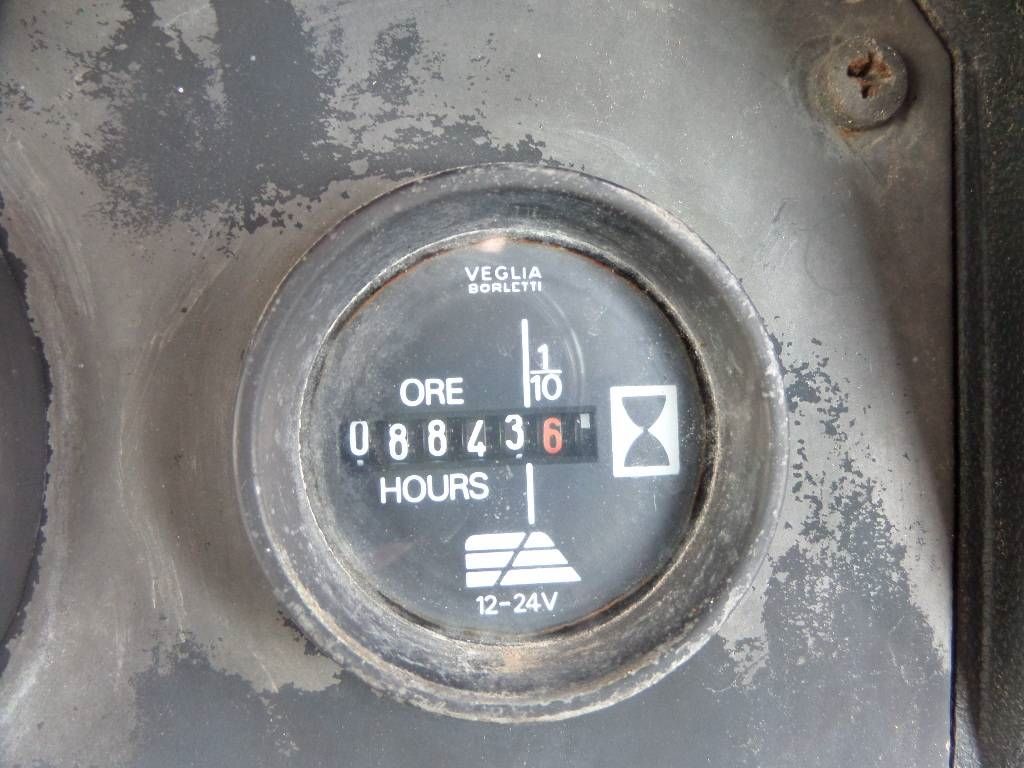 VEGLIA
BORLETTI
1
10
ORE
088436
HOURS
12-24V